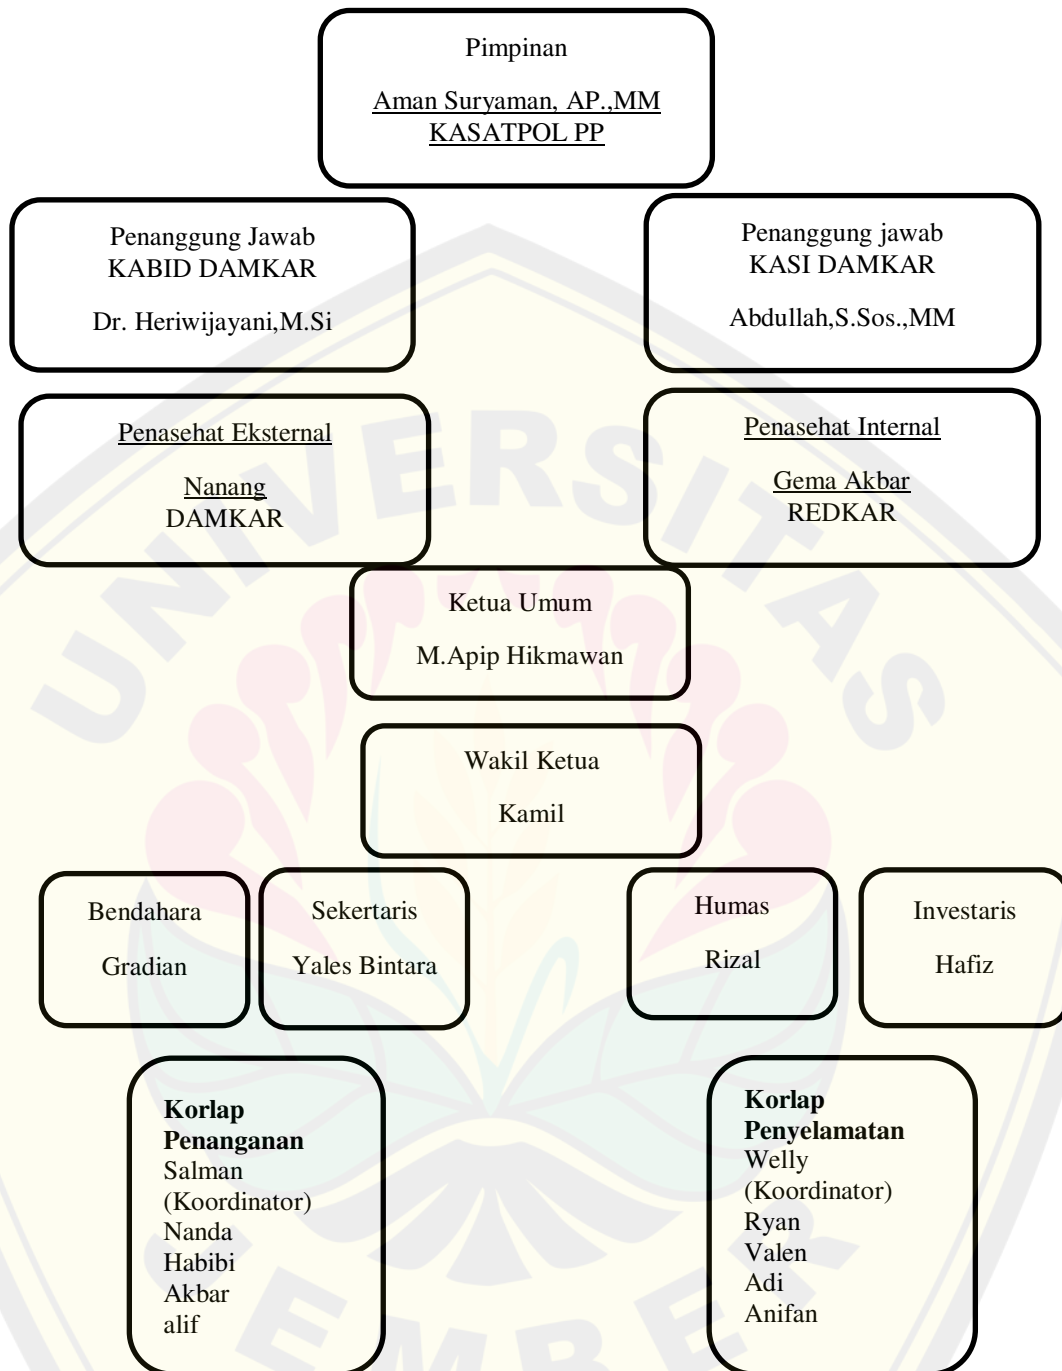 Pimpinan
Aman Suryaman, AP.,MM
KASATPOL PP
Penanggung Jawab
KABID DAMKAR
Dr. Heriwijayani,M.Si
Penanggung jawab
KASI DAMKAR
Abdullah,S.Sos.,MM
Penasehat Eksternal
Nanang
DAMKAR
Penasehat Internal
Gema Akbar
REDKAR
Ketua Umum
M.Apip Hikmawan
Wakil Ketua
Kamil
Bendahara
Gradian
Sekertaris
Yales Bintara
Humas
Rizal
Investaris
Hafiz
Korlap
Penanganan
Salman
(Koordinator)
Nanda
Habibi
Akbar
alif
Korlap
Penyelamatan
Welly
(Koordinator)
Ryan
Valen
Adi
Anifan
UNIVERSITAS
JEMBER